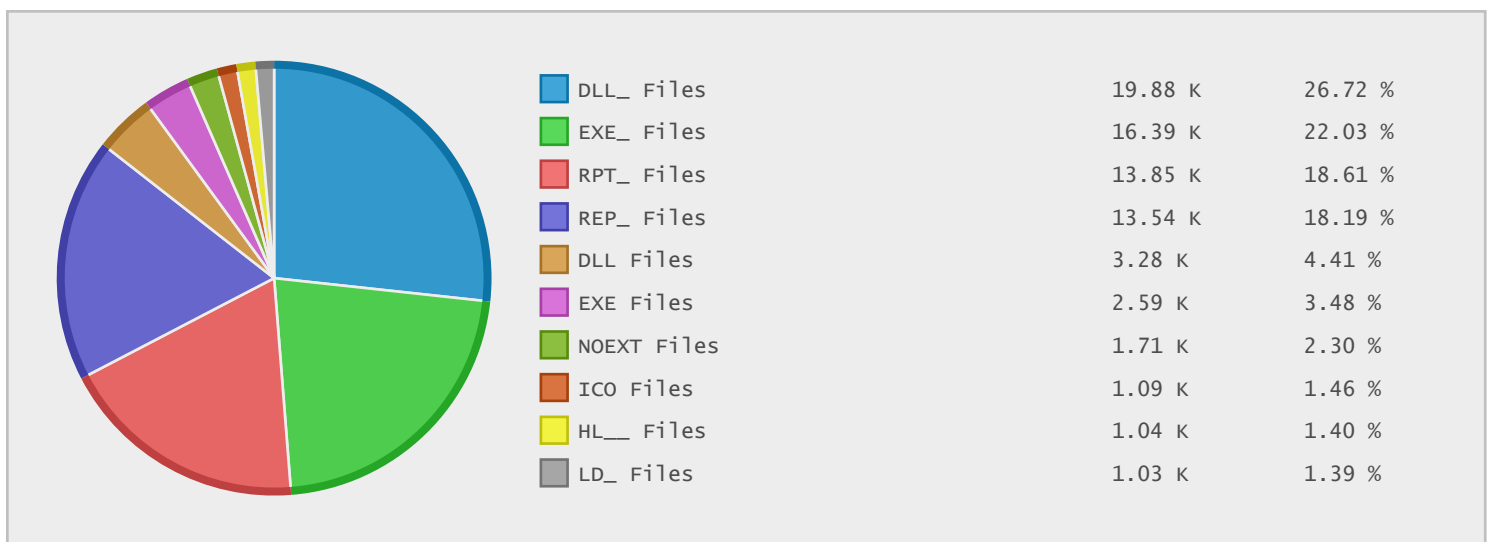 DLL_ Files 19.88 K 26.72 %
EXE_ Files 16.39 K 22.03 %
RPT_ Files 13.85 K 18.61 %
REP_ Files 13.54 K 18.19 %
DLL Files 3.28 K 4.41 %
EXE Files 2.59 K 3.48 %
NOEXT Files 1.71 K 2.30 %
ICO Files 1.09 K 1.46 %
HL__ Files 1.04 K 1.40 %
LD_ Files 1.03 K 1.39 %